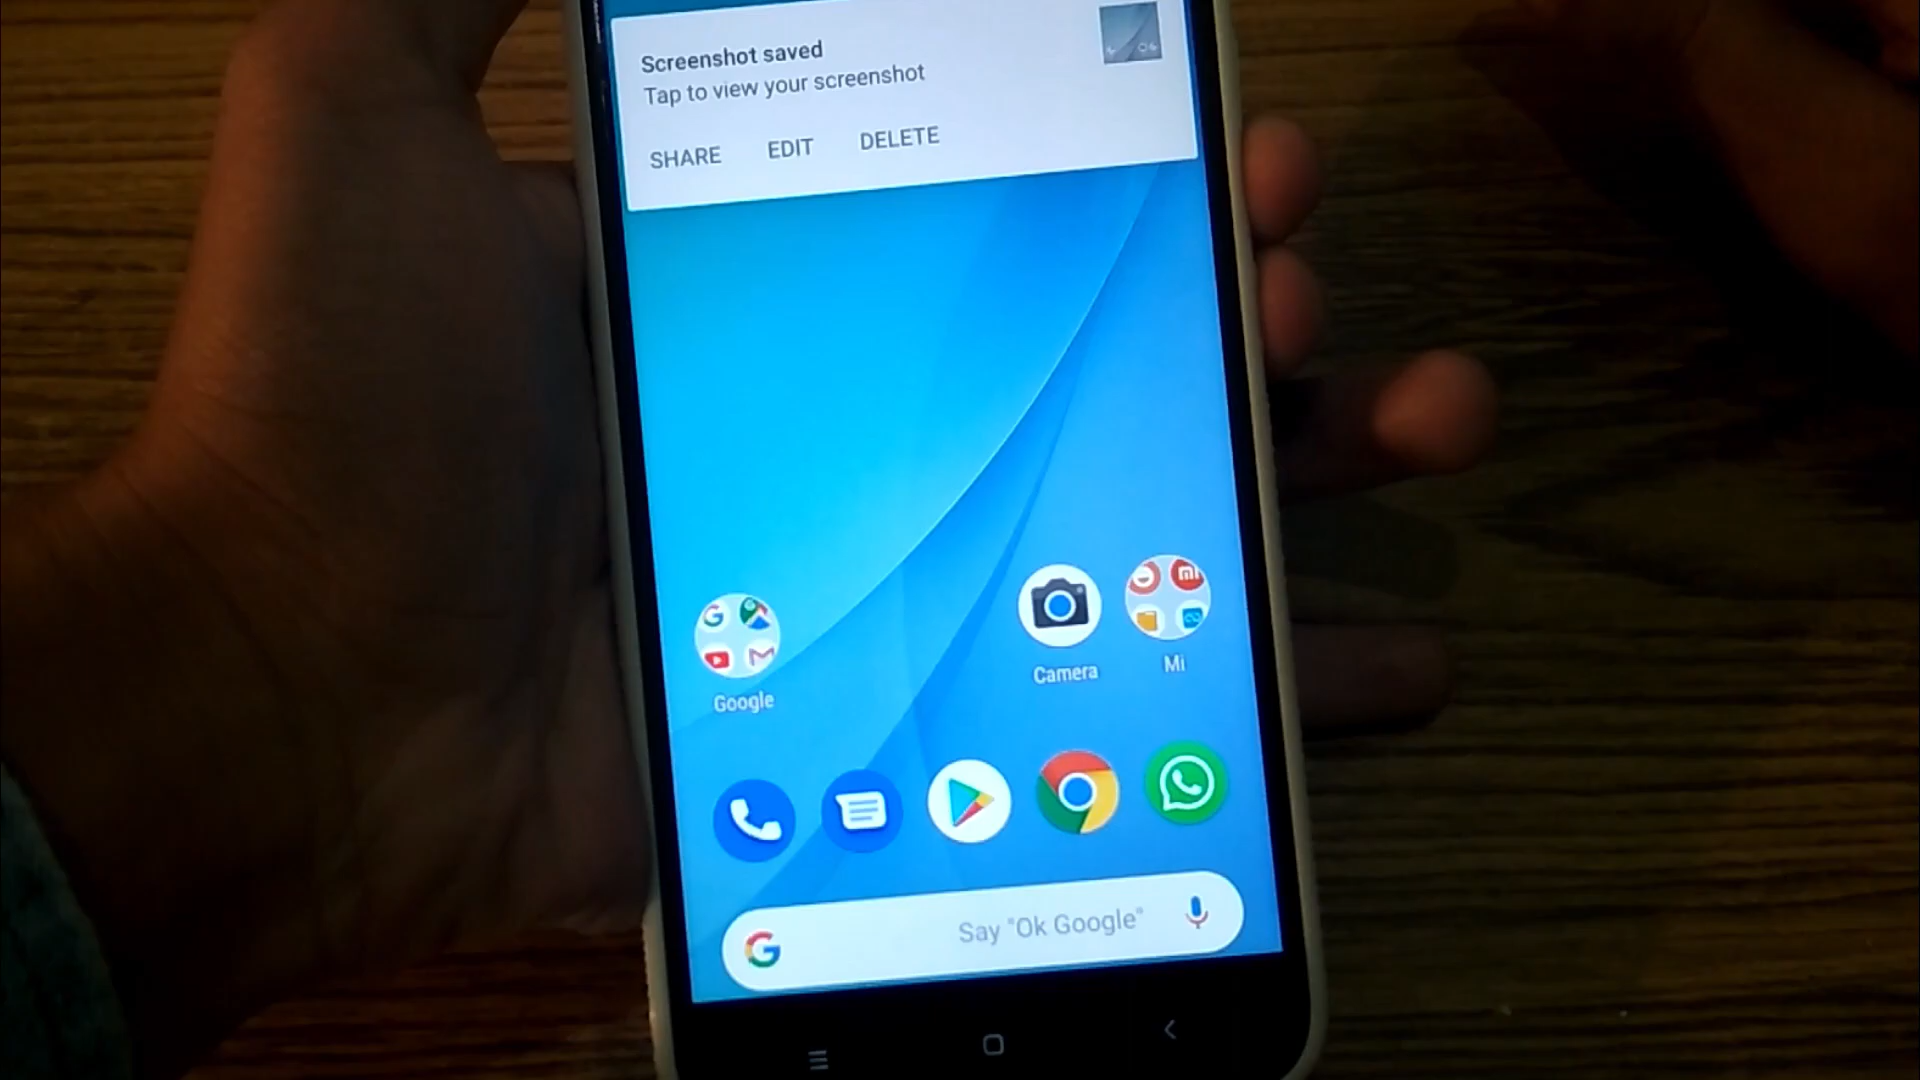 Screenshot saved
Tap to view your screenshot
SHARE EDIT DELETE
Google
Camera
Mi
Say "Ok Google"